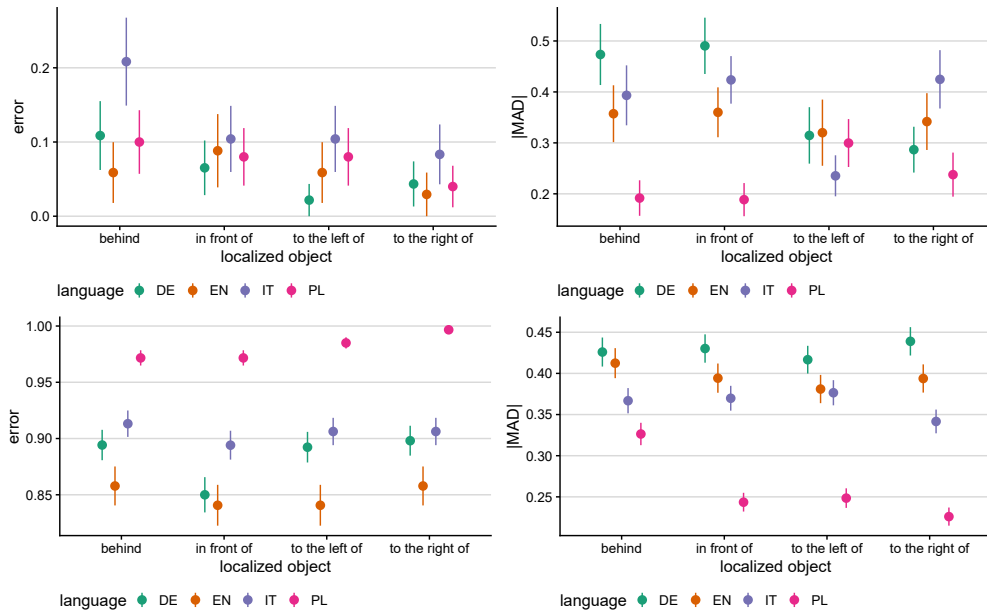 error
0.2
0.1
0.0
behind
in front of
to the left of
to the right of
localized object
language DE EN IT PL
|MAD|
0.5
0.4
0.3
0.2
behind
in front of
to the left of
to the right of
localized object
language DE EN IT PL
error
1.00
0.95
0.90
0.85
behind
in front of
to the left of
to the right of
localized object
language DE EN IT PL
|MAD|
0.45
0.40
0.35
0.30
0.25
behind
in front of
to the left of
to the right of
localized object
language DE EN IT PL